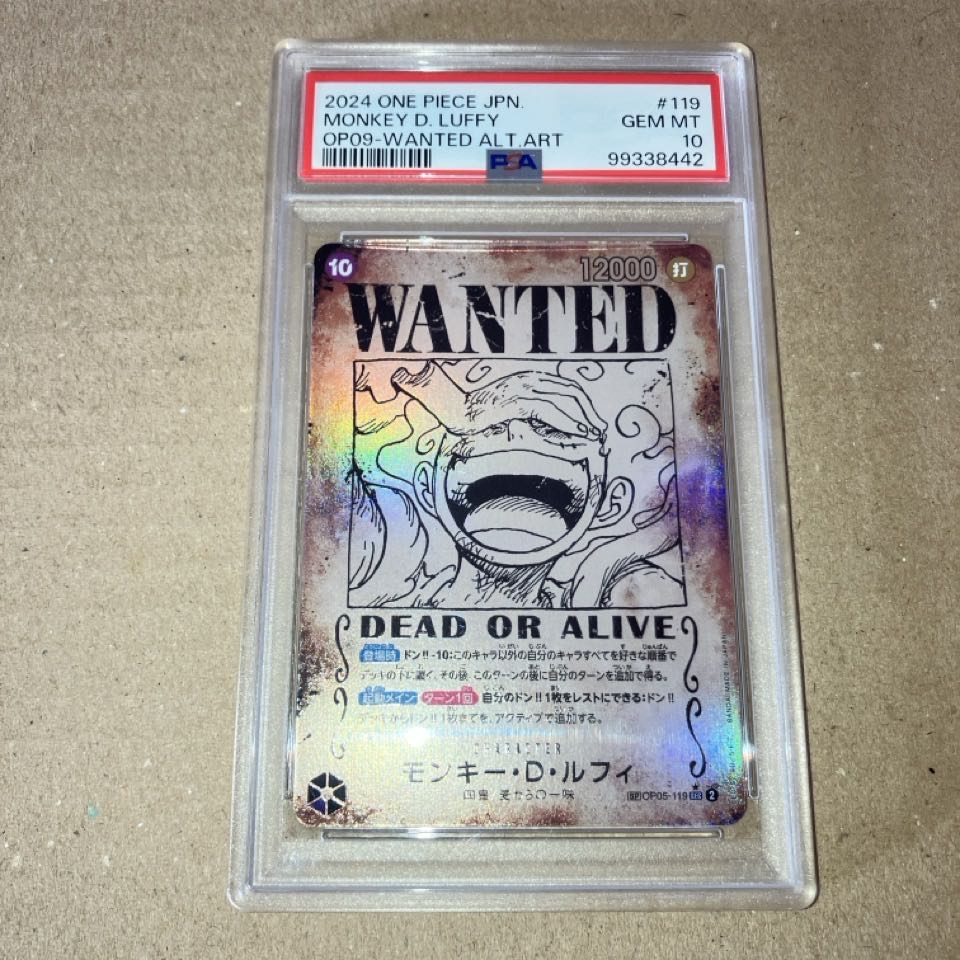 2024 ONE PIECE JPN.
#119
MONKEY D. LUFFY
GEM MT
OP09-WANTED ALT.ART
10
PSA
99338442
10
12000 打
WANTED
DEAD OR ALIVE
登場時 ドン!!-10:このキャラ以外の自分のキャラすべてを好きな順番で
デッキの下に置く。その後、このターンの後に自分のターンを追加で得る。
起動メイン ターン1回 自分のドン!!1枚をレストにできる:ドン!!
デッキからドン!!1枚までを、アクティブで追加する。
CHARACTER
モンキー・D・ルフィ
四皇 麦わらの一味
SP OP05-119 SEC 2
BANDAI MADE IN JAPAN